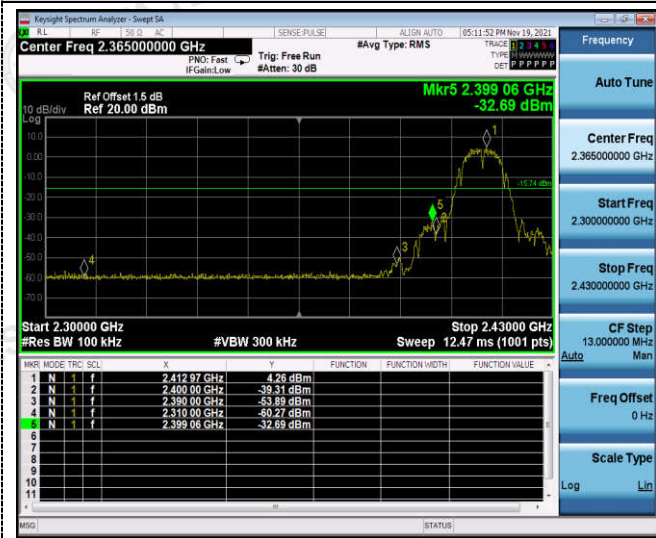 Keysight Spectrum Analyzer - Swept SA
RL RF 50 Ω AC SENSE:PULSE ALIGN AUTO 05:11:52 PM Nov 19, 2021
Center Freq 2.365000000 GHz #Avg Type: RMS TRACE 1 2 3 4 5 6
PNO: Fast Trig: Free Run TYPE M WWWWW
IFGain:Low #Atten: 30 dB DET P P P P P P
Ref Offset 1.5 dB Mkr5 2.399 06 GHz
10 dB/div Ref 20.00 dBm -32.69 dBm
Log
10.0
0.00
-10.0
-20.0
-30.0
-40.0
-50.0
-60.0
-70.0
1
-15.74 dBm
5
2
3
4
Start 2.30000 GHz Stop 2.43000 GHz
#Res BW 100 kHz #VBW 300 kHz Sweep 12.47 ms (1001 pts)
MKR MODE TRC SCL X Y FUNCTION FUNCTION WIDTH FUNCTION VALUE
1 N 1 f 2.412 97 GHz 4.26 dBm
2 N 1 f 2.400 00 GHz -39.31 dBm
3 N 1 f 2.390 00 GHz -53.89 dBm
4 N 1 f 2.310 00 GHz -60.27 dBm
5 N 1 f 2.399 06 GHz -32.69 dBm
6
7
8
9
10
11
MSG STATUS
Frequency
Auto Tune
Center Freq
2.365000000 GHz
Start Freq
2.300000000 GHz
Stop Freq
2.430000000 GHz
CF Step
13.000000 MHz
Auto Man
Freq Offset
0 Hz
Scale Type
Log Lin